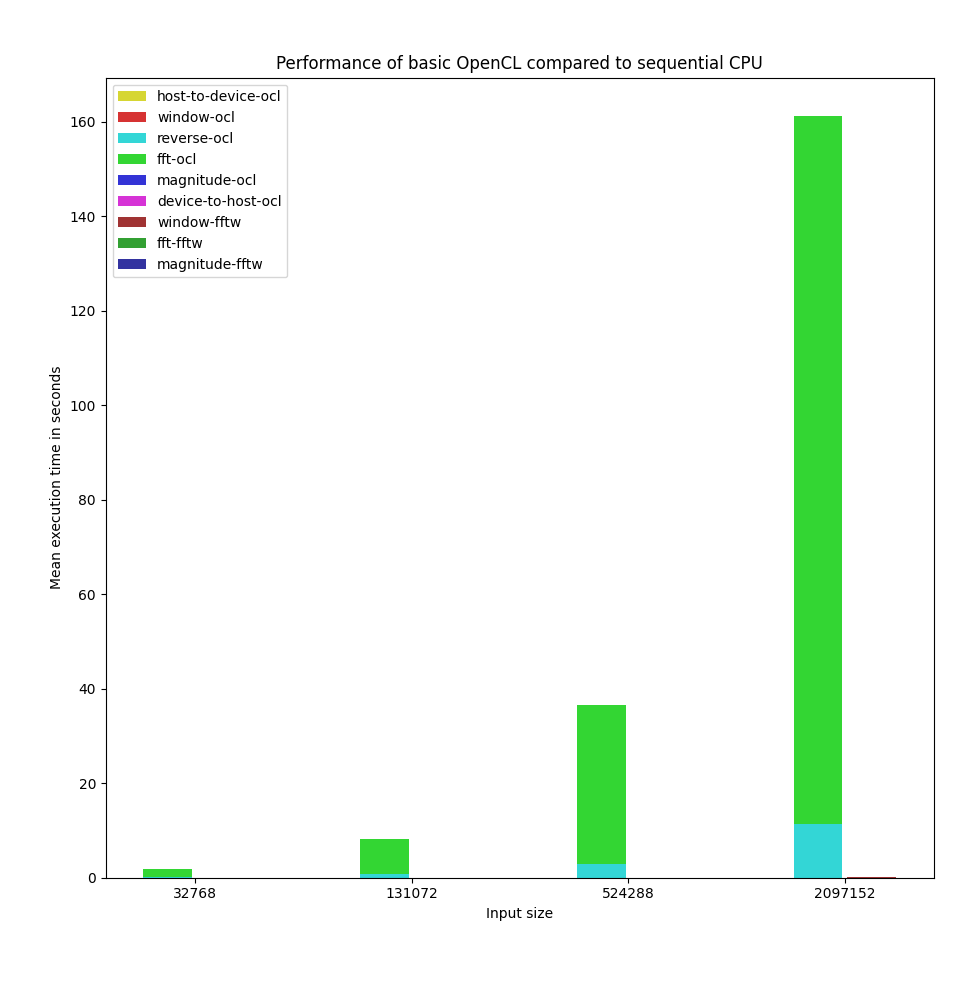 Performance of basic OpenCL compared to sequential CPU
host-to-device-ocl
window-ocl
reverse-ocl
fft-ocl
magnitude-ocl
device-to-host-ocl
window-fftw
fft-fftw
magnitude-fftw
160
140
120
100
80
60
40
20
0
Mean execution time in seconds
32768 131072 524288 2097152
Input size